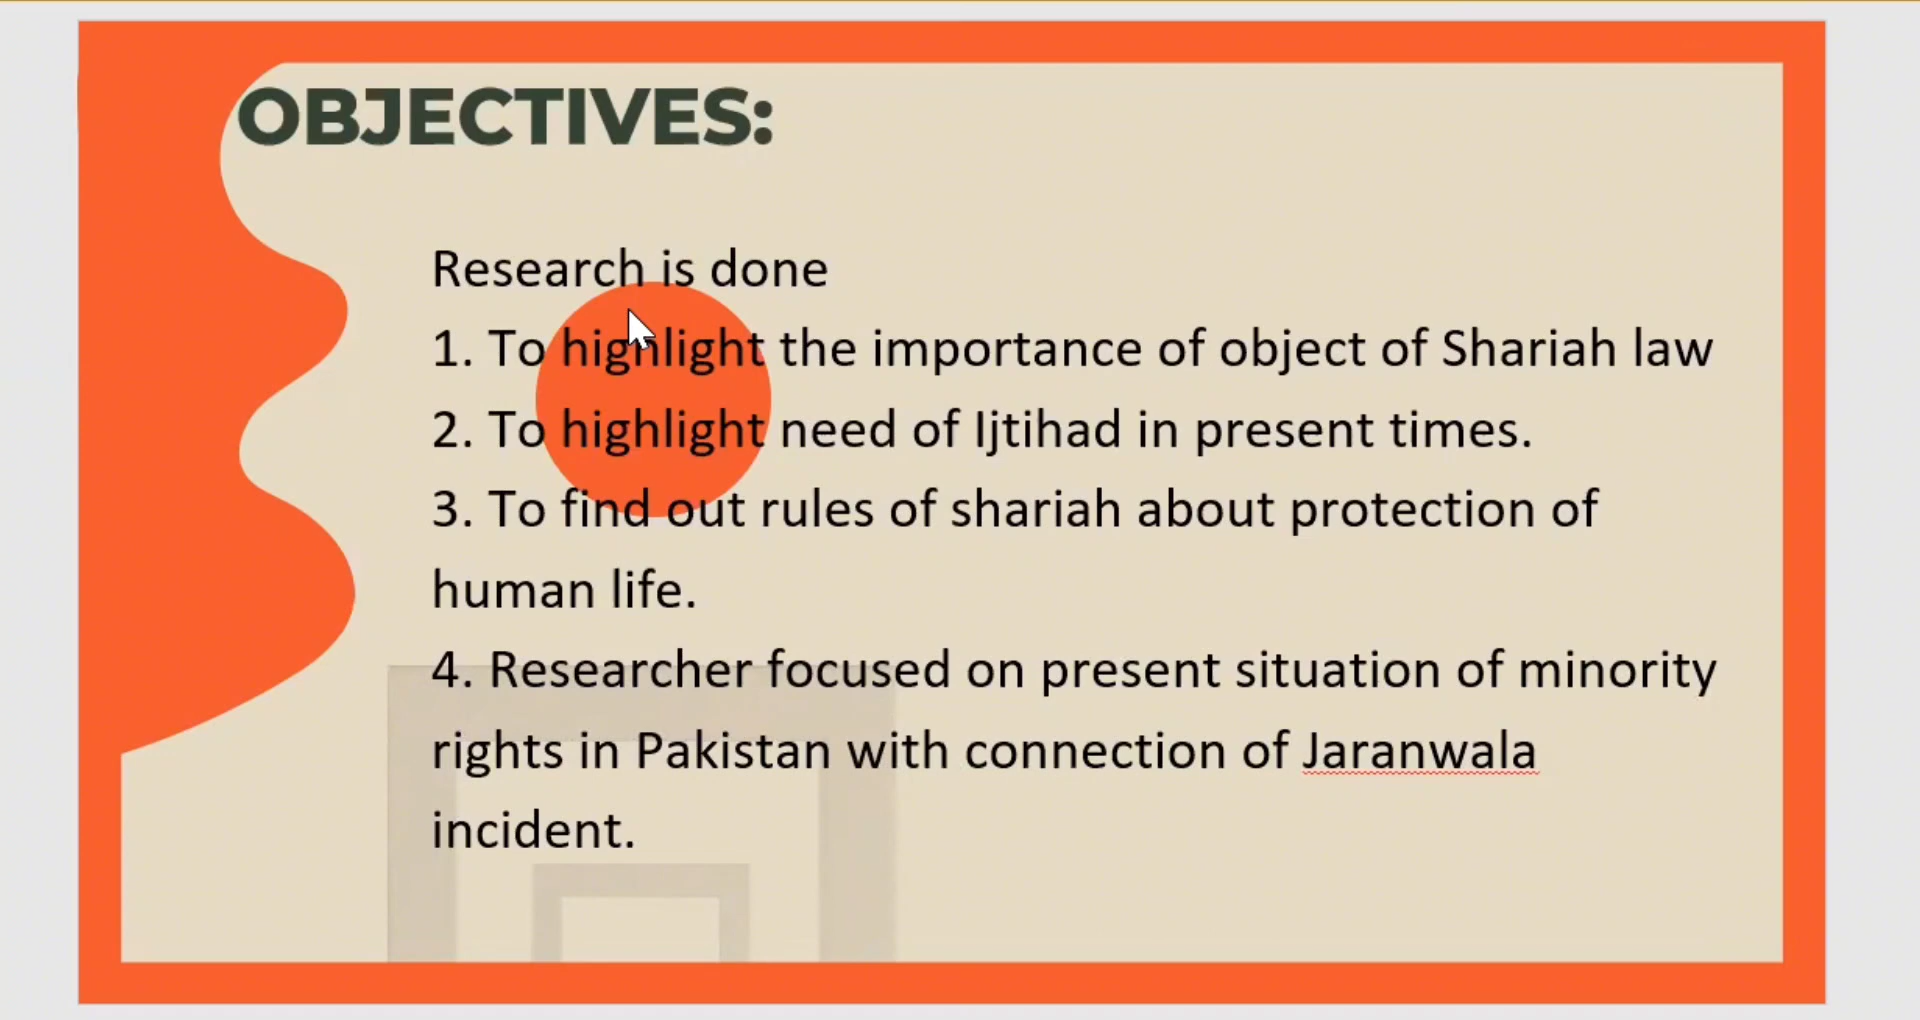 OBJECTIVES:
Research is done
1. To highlight the importance of object of Shariah law
2. To highlight need of Ijtihad in present times.
3. To find out rules of shariah about protection of
human life.
4. Researcher focused on present situation of minority
rights in Pakistan with connection of Jaranwala
incident.